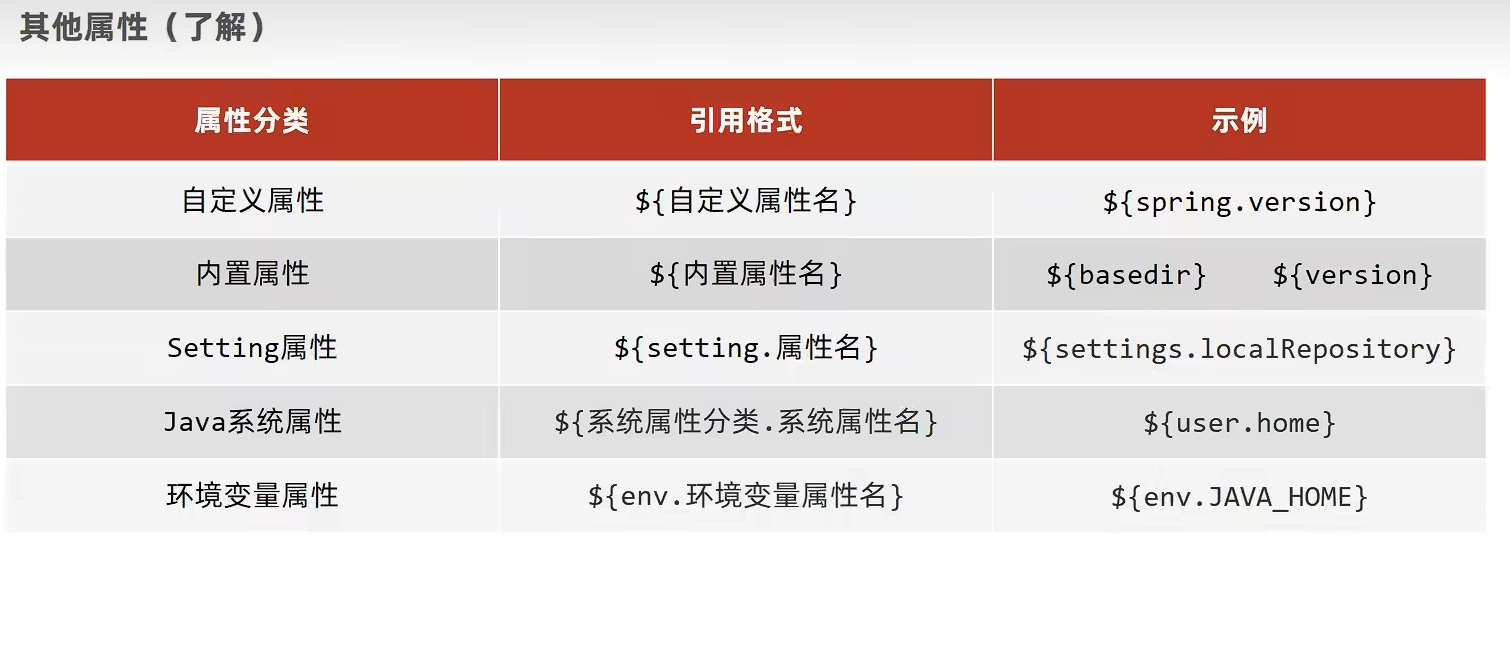 其他属性（了解）
属性分类 引用格式 示例
自定义属性 ${自定义属性名} ${spring.version}
内置属性 ${内置属性名} ${basedir} ${version}
Setting属性 ${setting.属性名} ${settings.localRepository}
Java系统属性 ${系统属性分类.系统属性名} ${user.home}
环境变量属性 ${env.环境变量属性名} ${env.JAVA_HOME}